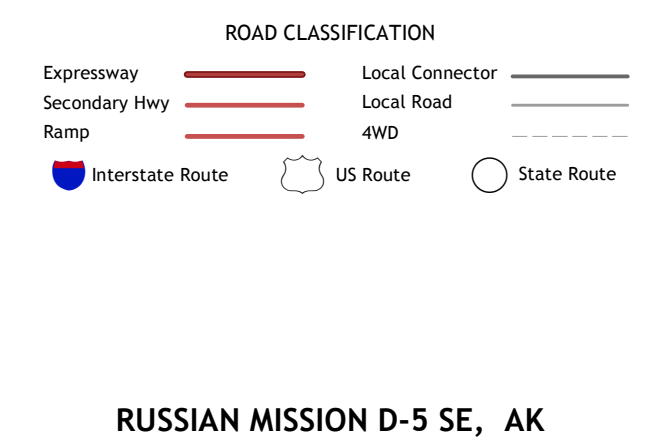 ROAD CLASSIFICATION
Expressway
Secondary Hwy
Ramp
Local Connector
Local Road
4WD
Interstate Route
US Route
State Route
RUSSIAN MISSION D-5 SE, AK